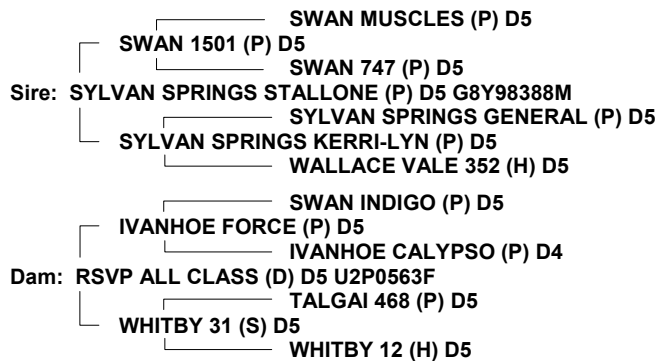 SWAN MUSCLES (P) D5
SWAN 1501 (P) D5
SWAN 747 (P) D5
Sire: SYLVAN SPRINGS STALLONE (P) D5 G8Y98388M
SYLVAN SPRINGS GENERAL (P) D5
SYLVAN SPRINGS KERRI-LYN (P) D5
WALLACE VALE 352 (H) D5
SWAN INDIGO (P) D5
IVANHOE FORCE (P) D5
IVANHOE CALYPSO (P) D4
Dam: RSVP ALL CLASS (D) D5 U2P0563F
TALGAI 468 (P) D5
WHITBY 31 (S) D5
WHITBY 12 (H) D5